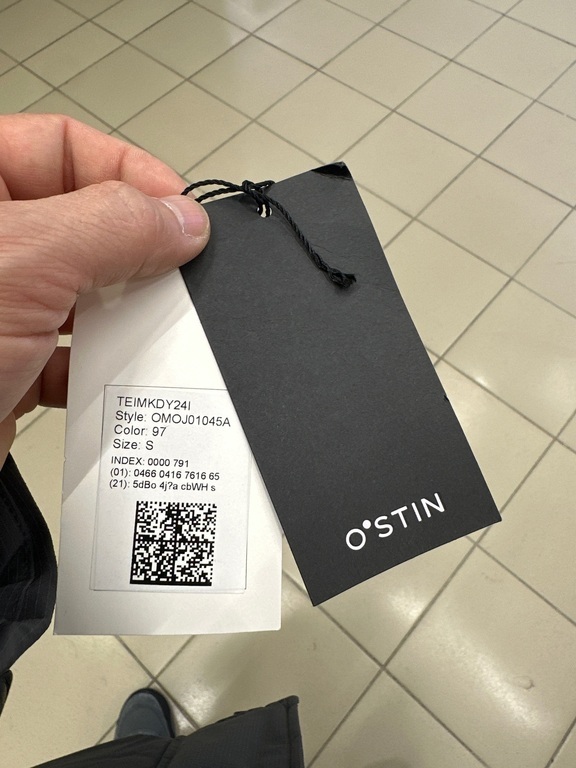 TEIMKDY24I
Style: OMOJ01045A
Color: 97
Size: S
INDEX: 0000 791
(01): 0466 0416 7616 65
(21): 5dBo 4j?a cbWH s
O'STIN